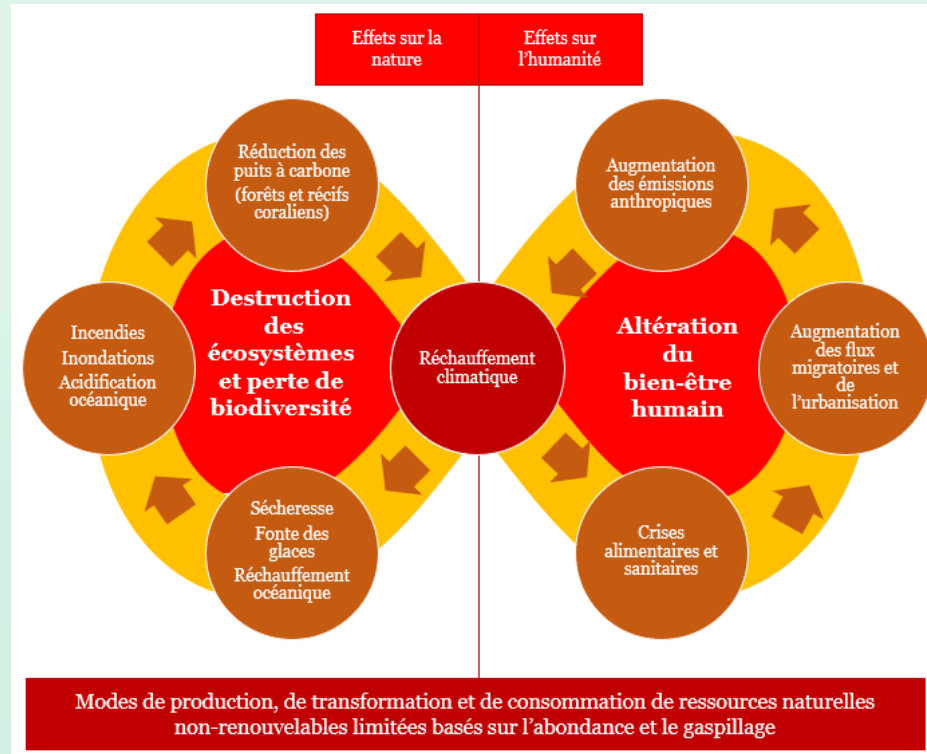 Effets sur la
nature
Effets sur
l'humanité
Réduction des
puits à carbone
(forêts et récifs
coraliens)
Augmentation
des émissions
anthropiques
Destruction
des
écosystèmes
et perte de
biodiversité
Incendies
Inondations
Acidification
océanique
Réchauffement
climatique
Altération
du
bien-être
humain
Augmentation
des flux
migratoires et
de
l'urbanisation
Sécheresse
Fonte des
glaces
Réchauffement
océanique
Crises
alimentaires et
sanitaires
Modes de production, de transformation et de consommation de ressources naturelles
non-renouvelables limitées basés sur l'abondance et le gaspillage